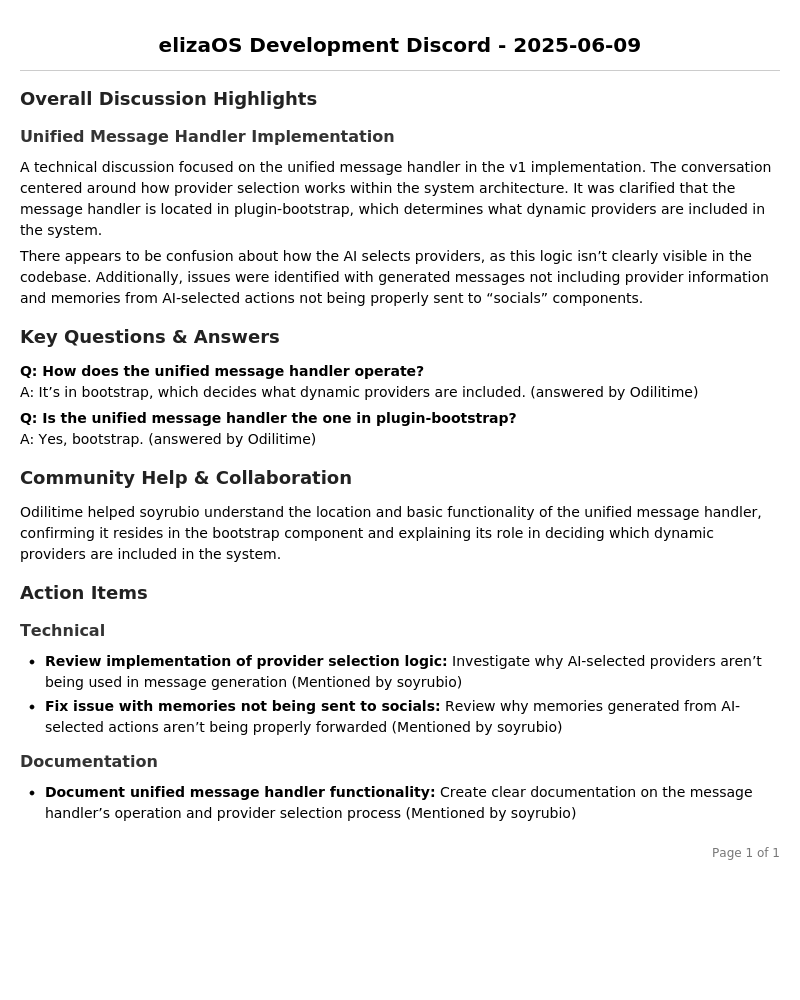 elizaOS Development Discord - 2025-06-09
Overall Discussion Highlights
Unified Message Handler Implementation
A technical discussion focused on the unified message handler in the v1 implementation. The conversation
centered around how provider selection works within the system architecture. It was clarified that the
message handler is located in plugin-bootstrap, which determines what dynamic providers are included in
the system.
There appears to be confusion about how the AI selects providers, as this logic isn’t clearly visible in the
codebase. Additionally, issues were identified with generated messages not including provider information
and memories from AI-selected actions not being properly sent to “socials” components.
Key Questions & Answers
Q: How does the unified message handler operate?
A: It’s in bootstrap, which decides what dynamic providers are included. (answered by Odilitime)
Q: Is the unified message handler the one in plugin-bootstrap?
A: Yes, bootstrap. (answered by Odilitime)
Community Help & Collaboration
Odilitime helped soyrubio understand the location and basic functionality of the unified message handler,
confirming it resides in the bootstrap component and explaining its role in deciding which dynamic
providers are included in the system.
Action Items
Technical
• Review implementation of provider selection logic: Investigate why AI-selected providers aren’t
being used in message generation (Mentioned by soyrubio)
• Fix issue with memories not being sent to socials: Review why memories generated from AI-
selected actions aren’t being properly forwarded (Mentioned by soyrubio)
Documentation
• Document unified message handler functionality: Create clear documentation on the message
handler’s operation and provider selection process (Mentioned by soyrubio)
Page 1 of 1